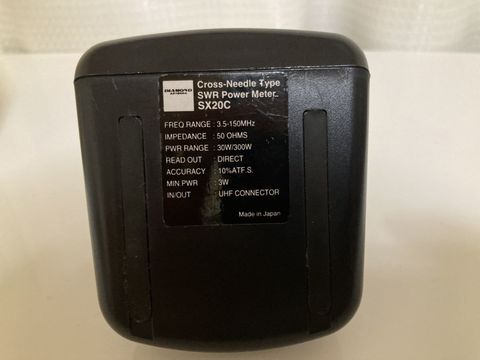 DIAMOND
ANTENNA
Cross-Needle Type
SWR Power Meter
SX20C
FREQ RANGE : 3.5-150MHz
IMPEDANCE : 50 OHMS
PWR RANGE : 30W/300W
READ OUT : DIRECT
ACCURACY : 10%ATF.S.
MIN PWR : 3W
IN/OUT : UHF CONNECTOR
Made in Japan